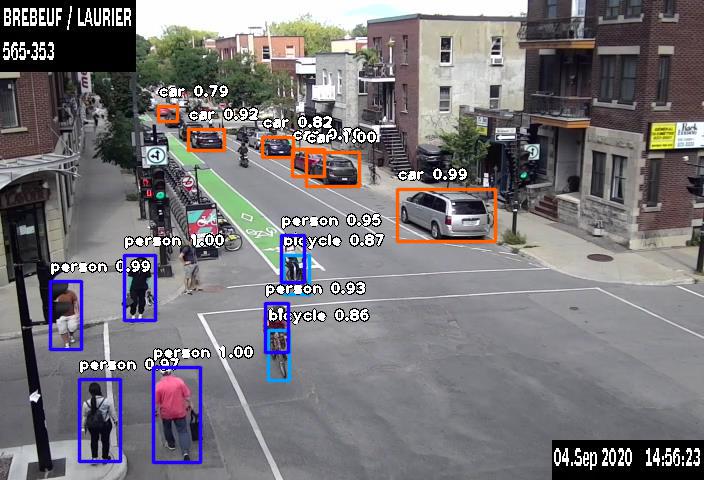 BREBEUF / LAURIER
565-353
car 0.79
car 0.92
car 0.82
car 1.00
car 0.99
person 0.95
bicycle 0.87
person 1.00
person 0.99
person 0.93
bicycle 0.86
person 0.97
person 1.00
04.Sep 2020 14:56:23